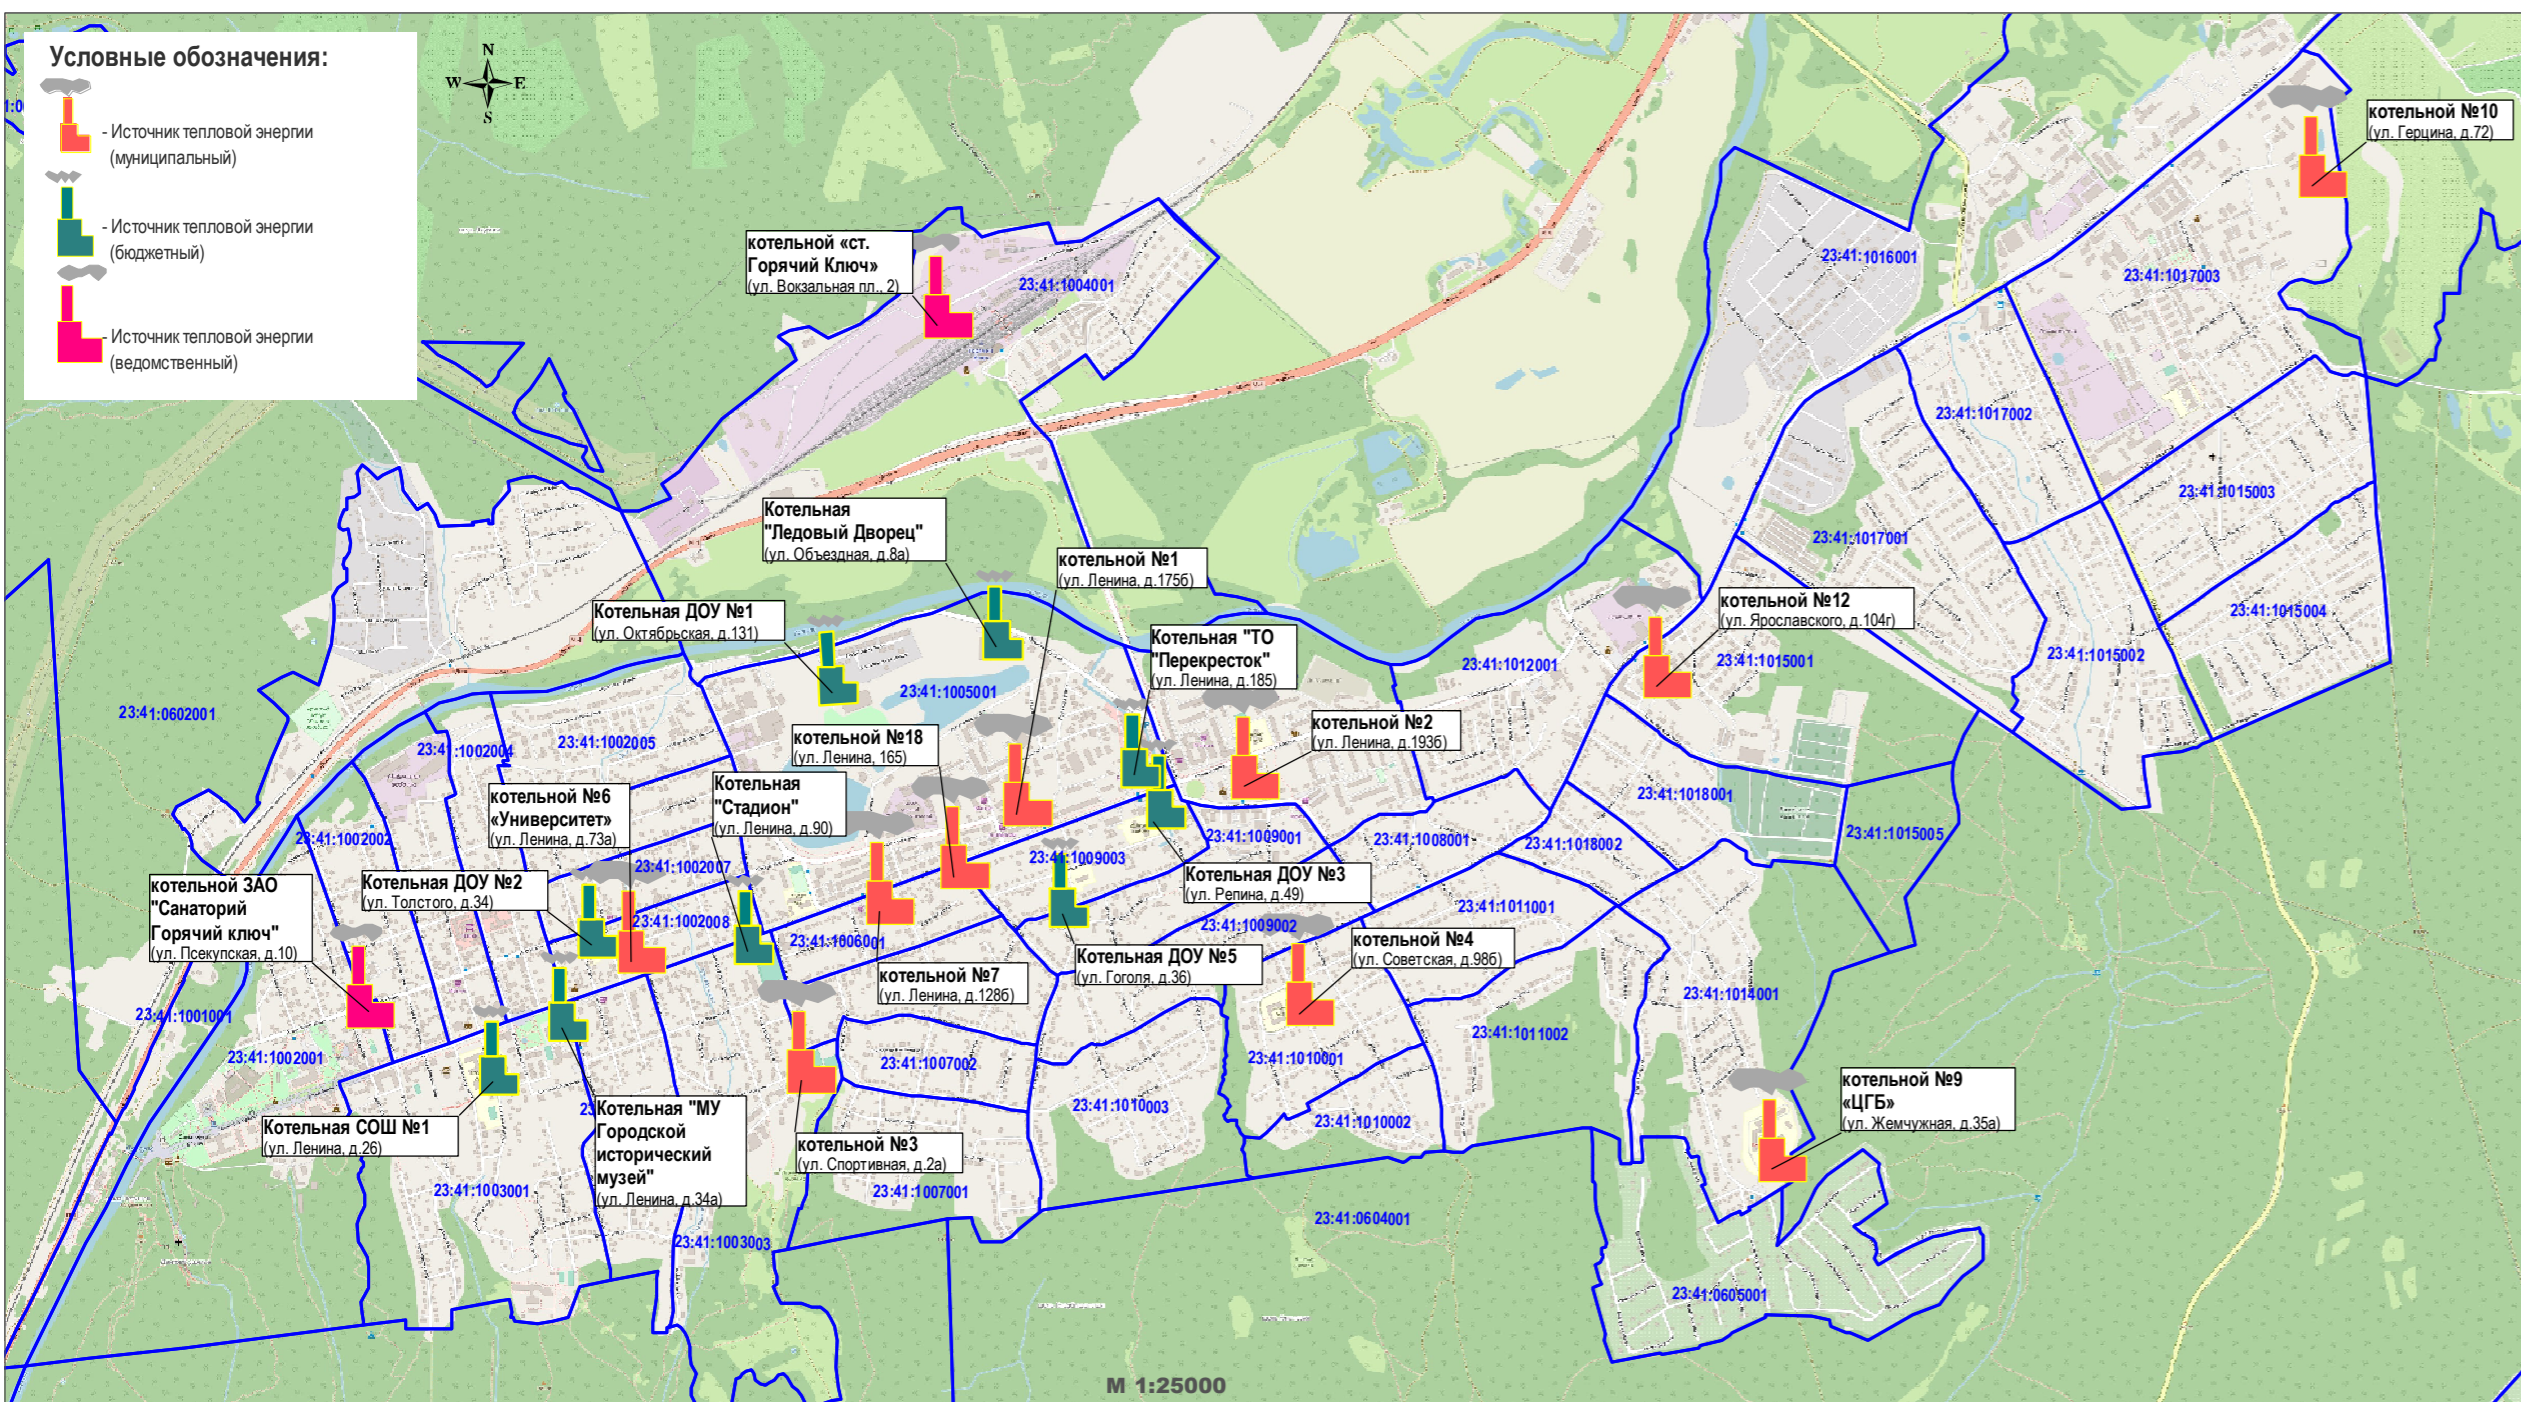 Условные обозначения:
- Источник тепловой энергии
(муниципальный)
- Источник тепловой энергии
(бюджетный)
- Источник тепловой энергии
(ведомственный)
N
W
E
S
котельной №10
(ул. Герцина, д.72)
котельной «ст.
Горячий Ключ»
(ул. Вокзальная пл., 2)
23:41:1004001
23:41:1016001
23:41:1017003
23:41:1017002
23:41:1015003
23:41:1017001
23:41:1015004
23:41:1015002
Котельная
"Ледовый Дворец"
(ул. Объездная, д.8а)
котельной №1
(ул. Ленина, д.175б)
Котельная ДОУ №1
(ул. Октябрьская, д.131)
Котельная "ТО
"Перекресток"
(ул. Ленина, д.185)
котельной №12
(ул. Ярославского, д.104г)
23:41:1012001
23:41:1015001
23:41:1005001
23:41:0602001
23:41:1002004
23:41:1002005
котельной №18
(ул. Ленина, 165)
котельной №2
(ул. Ленина, д.193б)
котельной №6
«Университет»
(ул. Ленина, д.73а)
Котельная
"Стадион"
(ул. Ленина, д.90)
23:41:1018001
23:41:1015005
23:41:1002002
23:41:1002007
23:41:1009003
23:41:1009001
23:41:1008001
23:41:1018002
котельной ЗАО
"Санаторий
Горячий ключ"
(ул. Псекупская, д.10)
Котельная ДОУ №2
(ул. Толстого, д.34)
Котельная ДОУ №3
(ул. Репина, д.49)
23:41:1002008
23:41:1006001
23:41:1009002
23:41:1011001
котельной №7
(ул. Ленина, д.128б)
Котельная ДОУ №5
(ул. Гоголя, д.36)
котельной №4
(ул. Советская, д.98б)
23:41:1014001
23:41:1001001
23:41:1002001
23:41:1007002
23:41:1010001
23:41:1011002
23:41:1010003
23:41:1010002
Котельная СОШ №1
(ул. Ленина, д.26)
Котельная "МУ
Городской
исторический
музей"
(ул. Ленина, д.34а)
котельной №3
(ул. Спортивная, д.2а)
котельной №9
«ЦГБ»
(ул. Жемчужная, д.35а)
23:41:1003001
23:41:1007001
23:41:1003003
23:41:0604001
23:41:0605001
М 1:25000